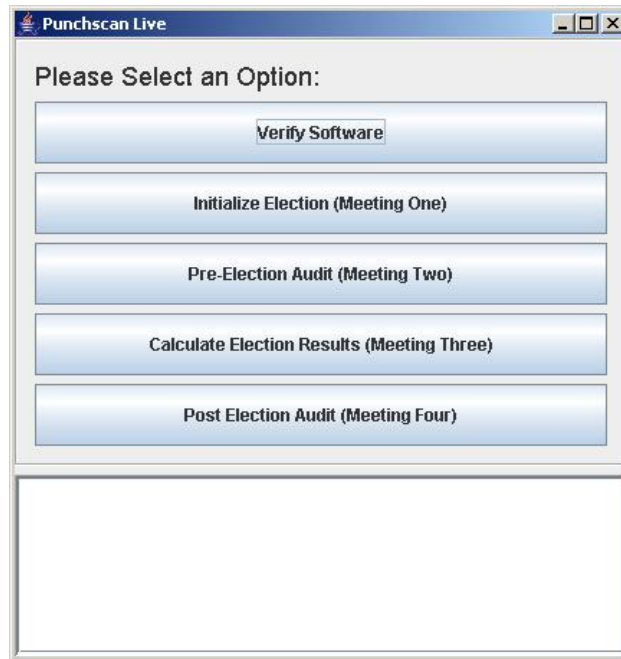 Punchscan Live
Please Select an Option:
Verify Software
Initialize Election (Meeting One)
Pre-Election Audit (Meeting Two)
Calculate Election Results (Meeting Three)
Post Election Audit (Meeting Four)